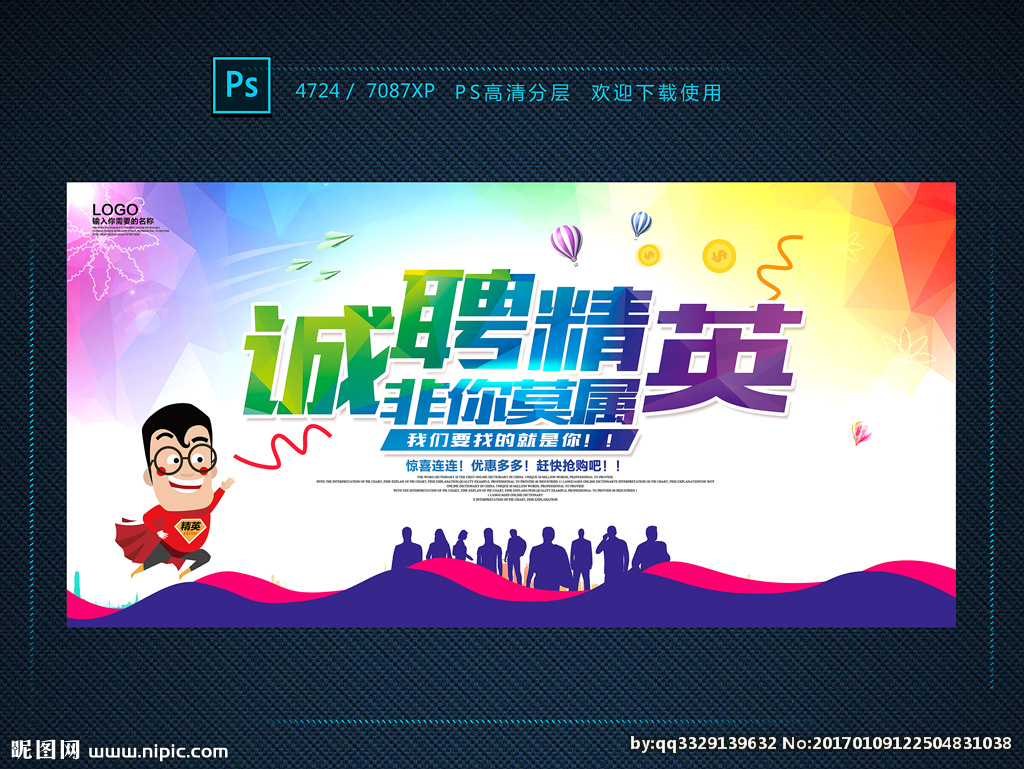 Ps
4724 / 7087XP PS高清分层 欢迎下载使用
LOGO
输入你需要的名称
诚聘精英
非你莫属
我们要找的就是你！！
惊喜连连！优惠多多！赶快抢购吧！！
精英
昵图网 www.nipic.com
by:qq3329139632 No:20170109122504831038